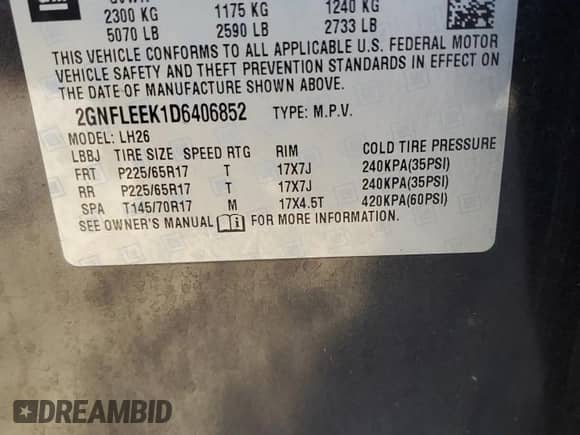 GM
2300 KG 1175 KG 1240 KG
5070 LB 2590 LB 2733 LB
THIS VEHICLE CONFORMS TO ALL APPLICABLE U.S. FEDERAL MOTOR
VEHICLE SAFETY AND THEFT PREVENTION STANDARDS IN EFFECT ON
THE DATE OF MANUFACTURE SHOWN ABOVE.
2GNFLEEK1D6406852 TYPE: M.P.V.
MODEL: LH26
LBBJ TIRE SIZE SPEED RTG RIM COLD TIRE PRESSURE
FRT P225/65R17 T 17X7J 240KPA(35PSI)
RR P225/65R17 T 17X7J 240KPA(35PSI)
SPA T145/70R17 M 17X4.5T 420KPA(60PSI)
SEE OWNER'S MANUAL FOR MORE INFORMATION.
DREAMBID